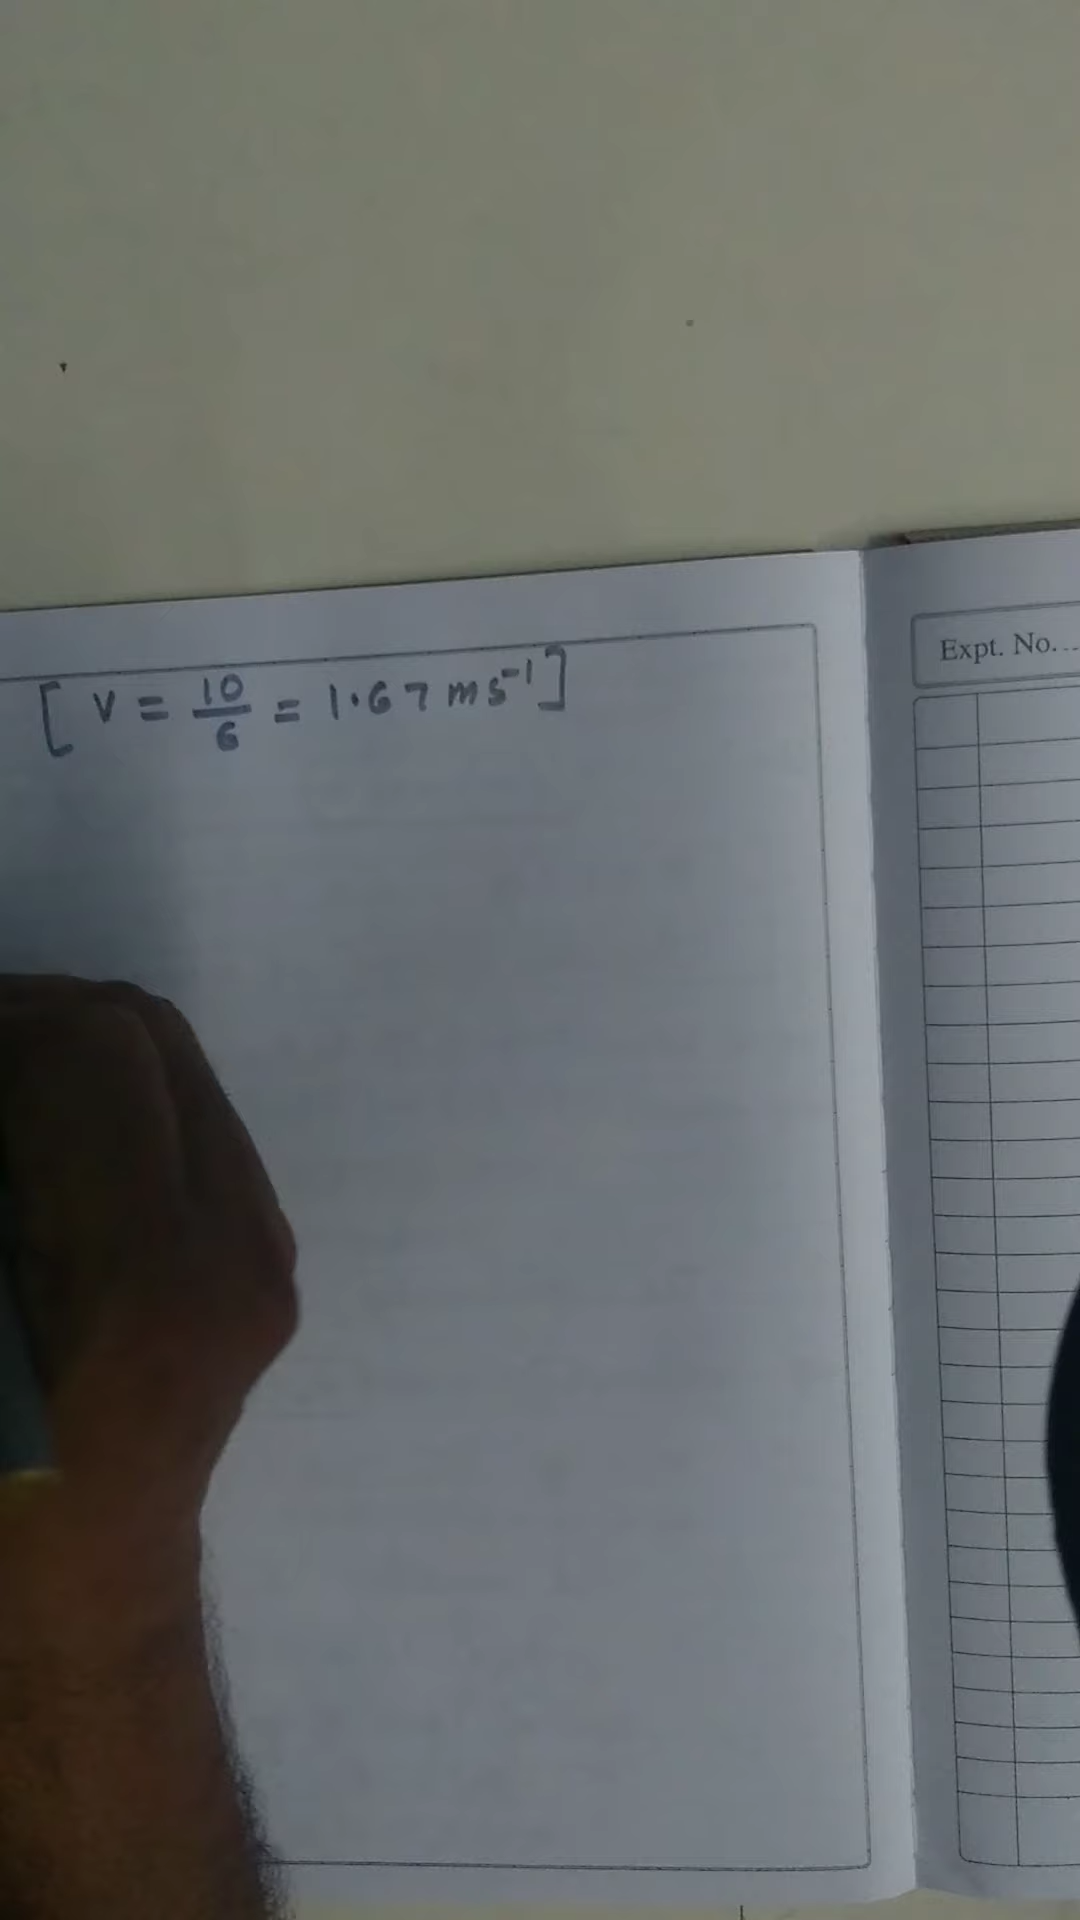 [ V = 10/6 = 1.67 ms⁻¹ ]
Expt. No...